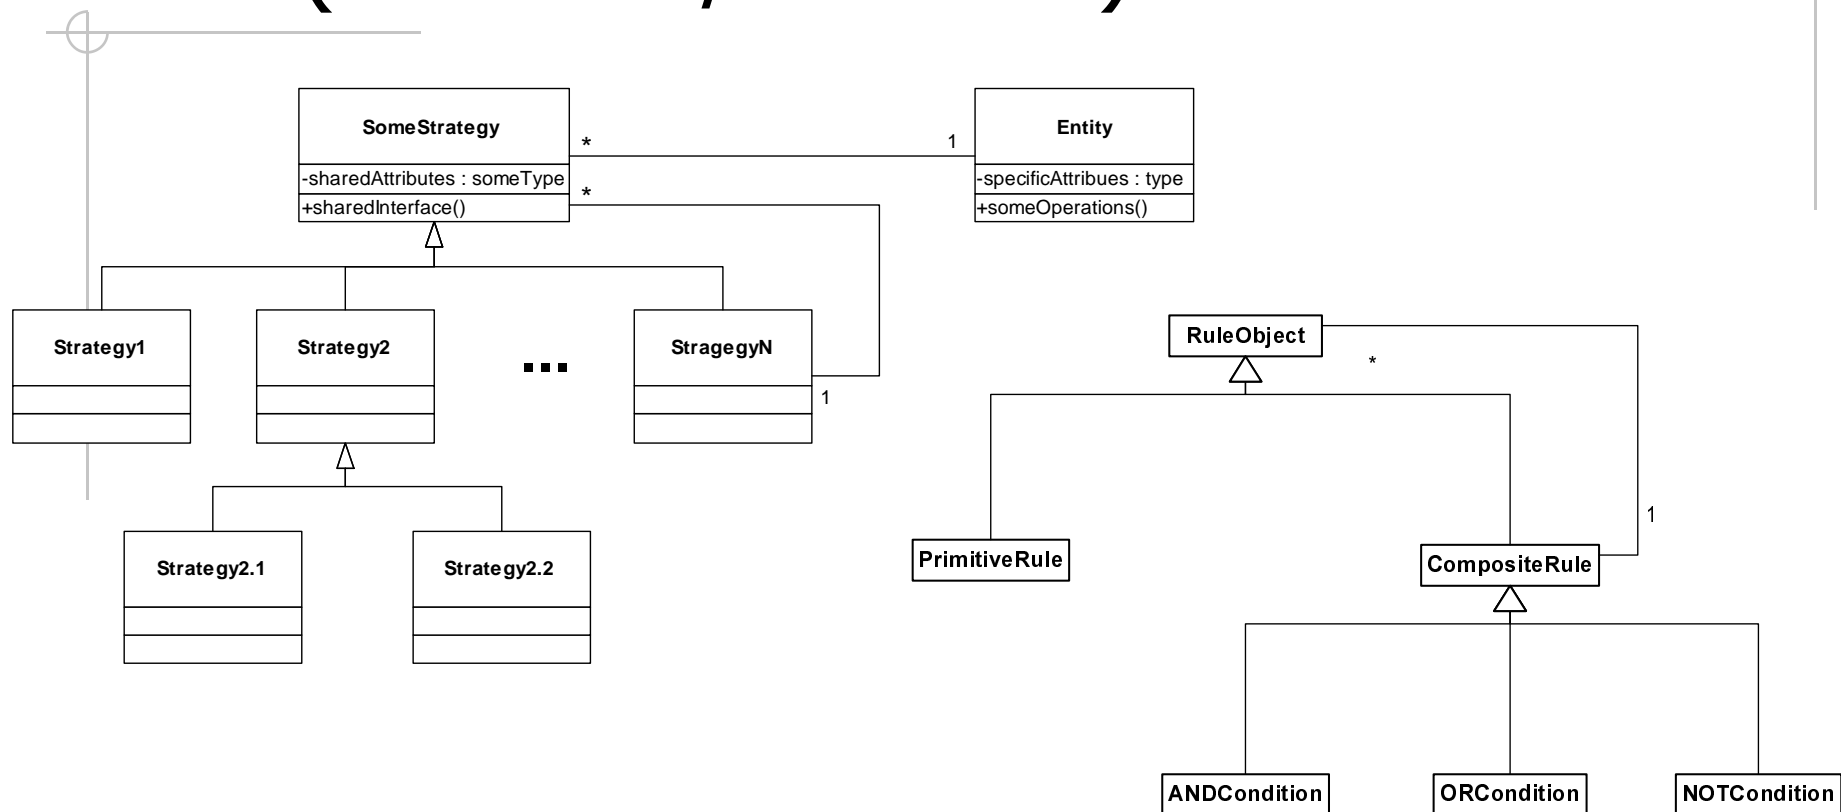 SomeStrategy
-sharedAttributes : someType
+sharedInterface()
*
*
1
Entity
-specificAttribues : type
+someOperations()
Strategy1
Strategy2
...
StragegyN
1
Strategy2.1
Strategy2.2
RuleObject
*
1
PrimitiveRule
CompositeRule
ANDCondition
ORCondition
NOTCondition